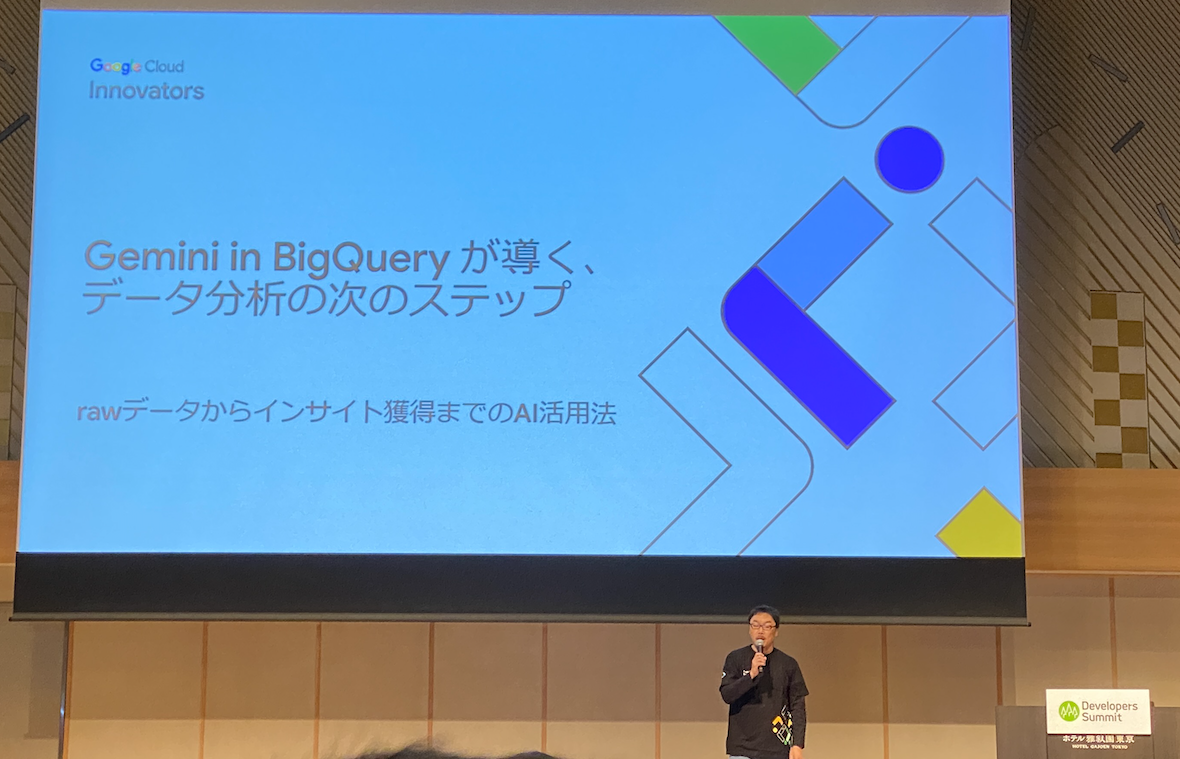 Google Cloud
Innovators
Gemini in BigQuery が導く、
データ分析の次のステップ
rawデータからインサイト獲得までのAI活用法
Developers
Summit
ホテル雅叙園東京
HOTEL GAJOEN TOKYO